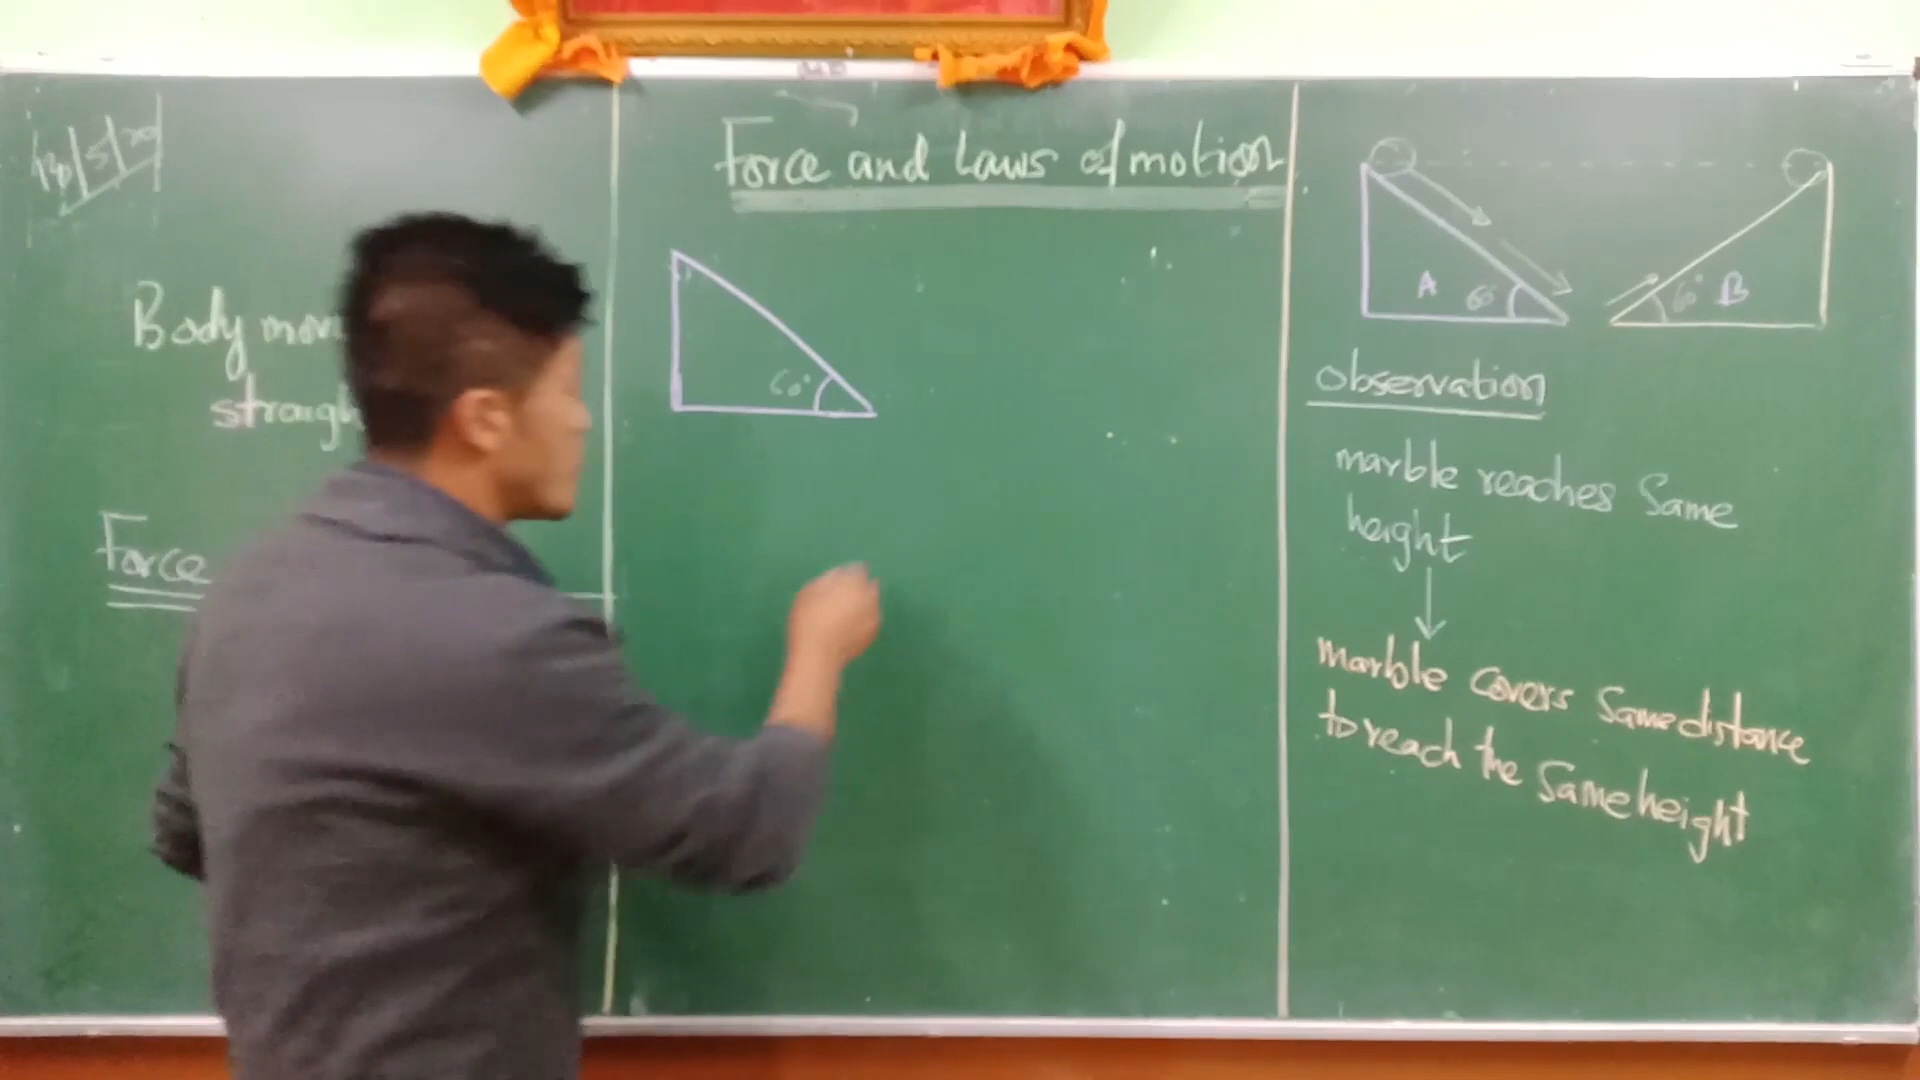 Body
Force
Force and Laws of motion
60°
A 60° 60° B
observation
marble reaches Same
height
marble covers Same distance
to reach the Same height